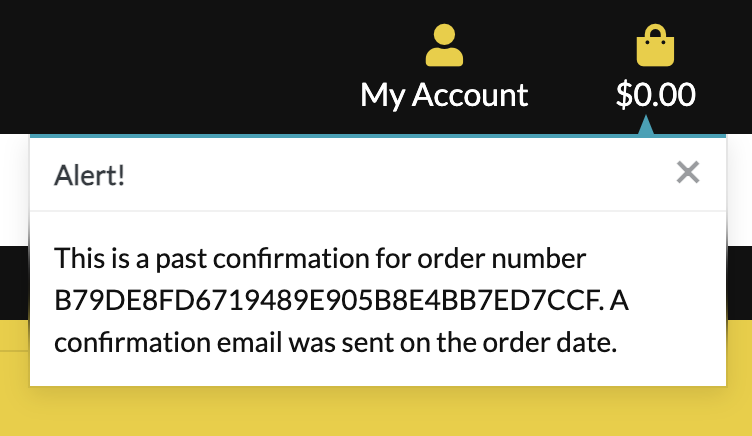 My Account
$0.00
Alert!
This is a past confirmation for order number
B79DE8FD6719489E905B8E4BB7ED7CCF. A
confirmation email was sent on the order date.